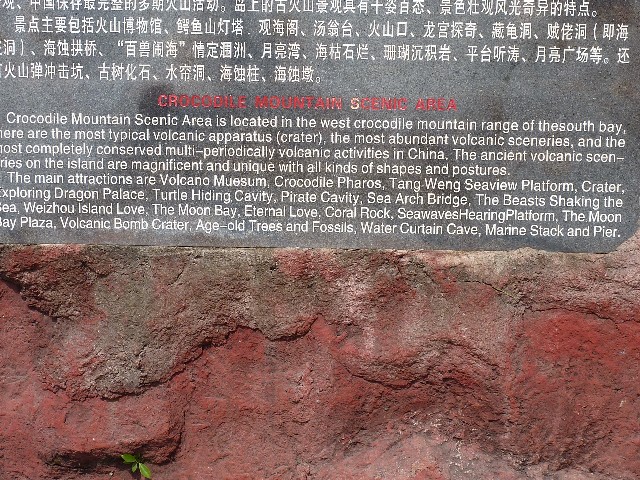 观、中国保存最完整的多期火山活动。岛上的古火山景观具有千姿百态、景色壮观风光奇异的特点。
景点主要包括火山博物馆、鳄鱼山灯塔、观海阁、汤翁台、火山口、龙宫探奇、藏龟洞、贼佬洞（即海
洞）、海蚀拱桥、“百兽闹海”情定涠洲、月亮湾、海枯石烂、珊瑚沉积岩、平台听涛、月亮广场等。还
火山弹冲击坑、古树化石、水帘洞、海蚀柱、海蚀墩。
CROCODILE MOUNTAIN SCENIC AREA
Crocodile Mountain Scenic Area is located in the west crocodile mountain range of thesouth bay,
here are the most typical volcanic apparatus (crater), the most abundant volcanic sceneries, and the
most completely conserved multi-periodically volcanic activities in China. The ancient volcanic scen-
ries on the island are magnificent and unique with all kinds of shapes and postures.
The main attractions are Volcano Muesum, Crocodile Pharos, Tang Weng Seaview Platform, Crater,
Exploring Dragon Palace, Turtle Hiding Cavity, Pirate Cavity, Sea Arch Bridge, The Beasts Shaking the
Sea, Weizhou Island Love, The Moon Bay, Eternal Love, Coral Rock, SeawavesHearingPlatform, The Moon
Bay Plaza, Volcanic Bomb Crater, Age-old Trees and Fossils, Water Curtain Cave, Marine Stack and Pier.